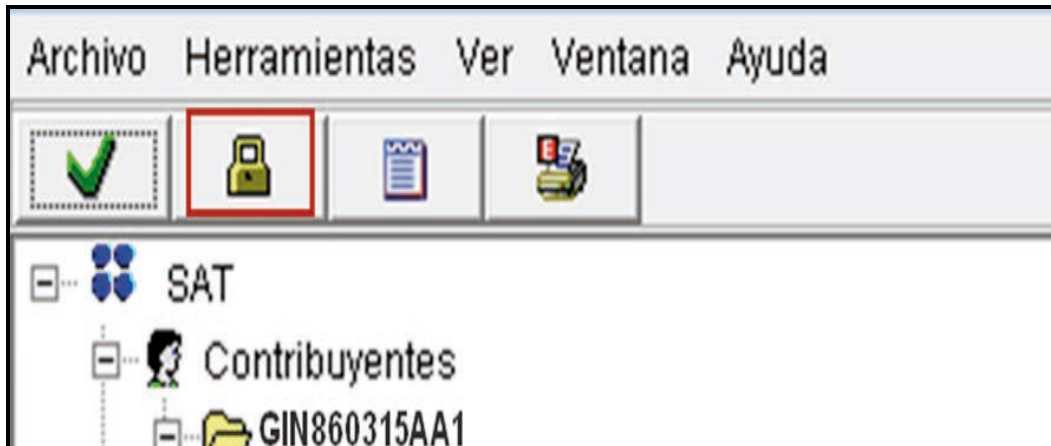 Archivo Herramientas Ver Ventana Ayuda
E
SAT
Contribuyentes
GIN860315AA1